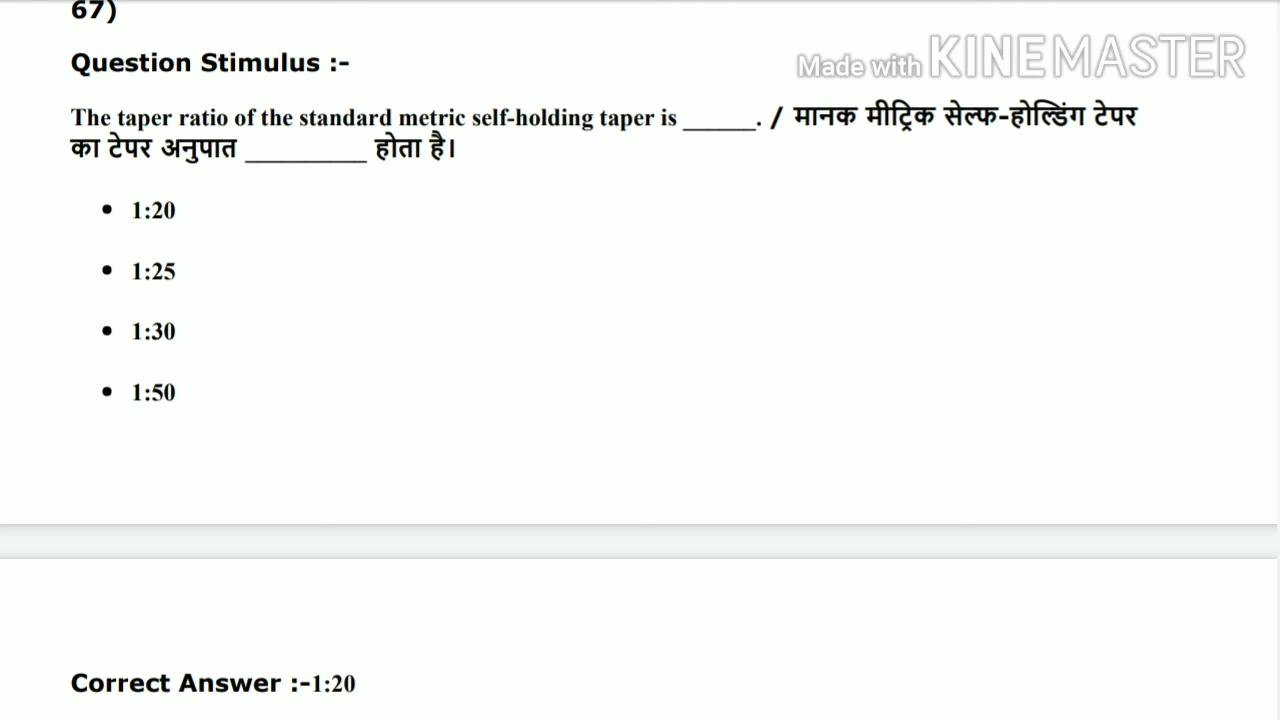 67)
Made with KINEMASTER
Question Stimulus :-
The taper ratio of the standard metric self-holding taper is ______. / मानक मीट्रिक सेल्फ-होल्डिंग टेपर
का टेपर अनुपात _________ होता है।
1:20
1:25
1:30
1:50
Correct Answer :-1:20